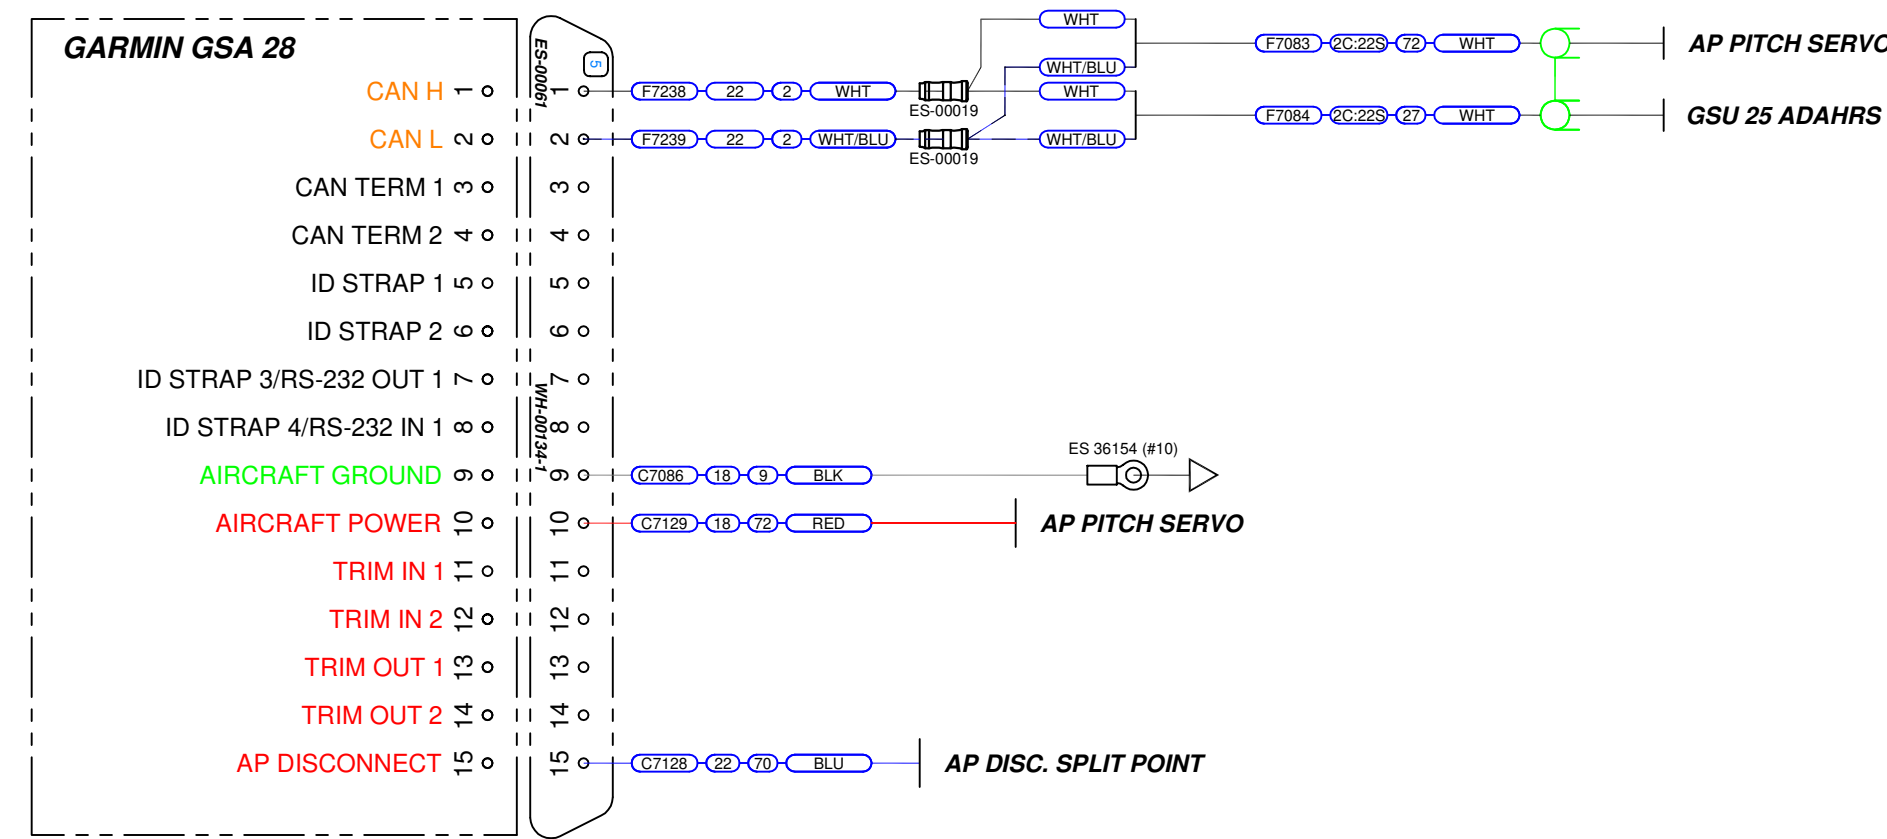 GARMIN GSA 28
ES-00061
5
WH-00134-1
WHT
F7083 2C:22S 72 WHT
AP PITCH SERVO
WHT/BLU
CAN H 1 1 F7238 22 2 WHT
ES-00019
WHT
F7084 2C:22S 27 WHT
GSU 25 ADAHRS
CAN L 2 2 F7239 22 2 WHT/BLU
ES-00019
WHT/BLU
CAN TERM 1 3 3
CAN TERM 2 4 4
ID STRAP 1 5 5
ID STRAP 2 6 6
ID STRAP 3/RS-232 OUT 1 7 7
ID STRAP 4/RS-232 IN 1 8 8
ES 36154 (#10)
AIRCRAFT GROUND 9 9 C7086 18 9 BLK
AIRCRAFT POWER 10 10 C7129 18 72 RED AP PITCH SERVO
TRIM IN 1 11 11
TRIM IN 2 12 12
TRIM OUT 1 13 13
TRIM OUT 2 14 14
AP DISCONNECT 15 15 C7128 22 70 BLU AP DISC. SPLIT POINT